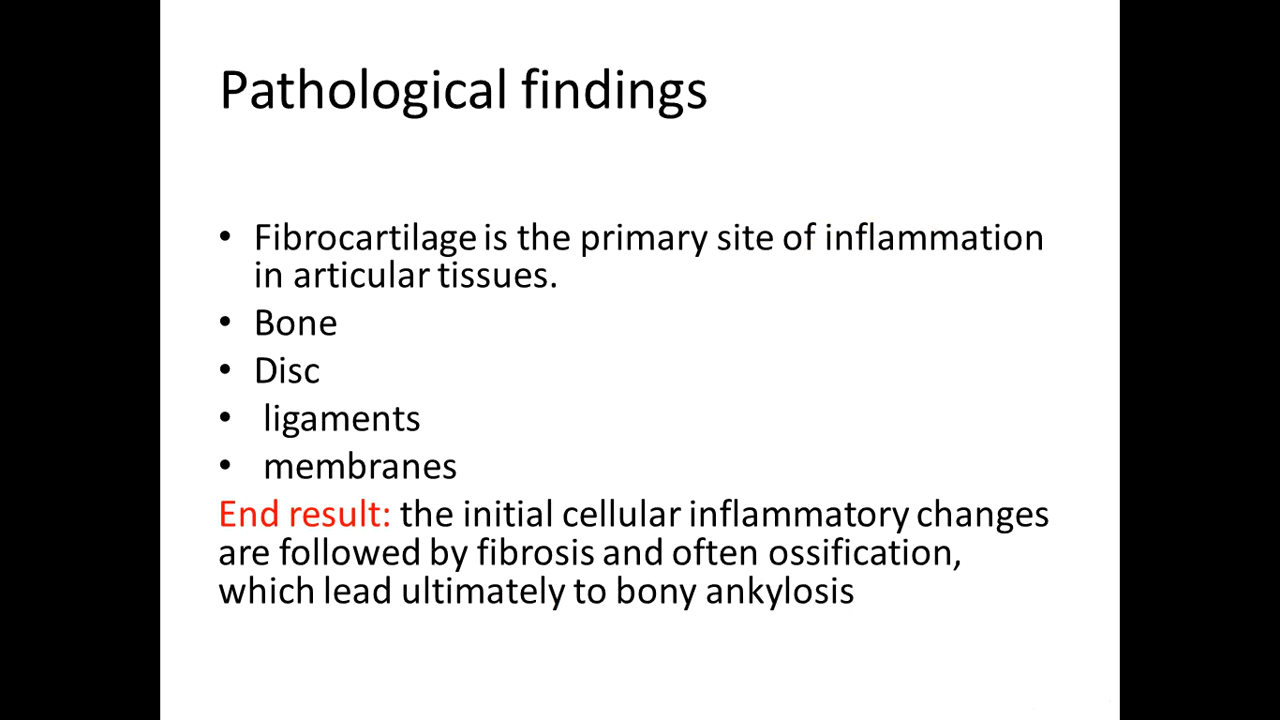 Pathological findings
• Fibrocartilage is the primary site of inflammation
in articular tissues.
• Bone
• Disc
• ligaments
• membranes
End result: the initial cellular inflammatory changes
are followed by fibrosis and often ossification,
which lead ultimately to bony ankylosis